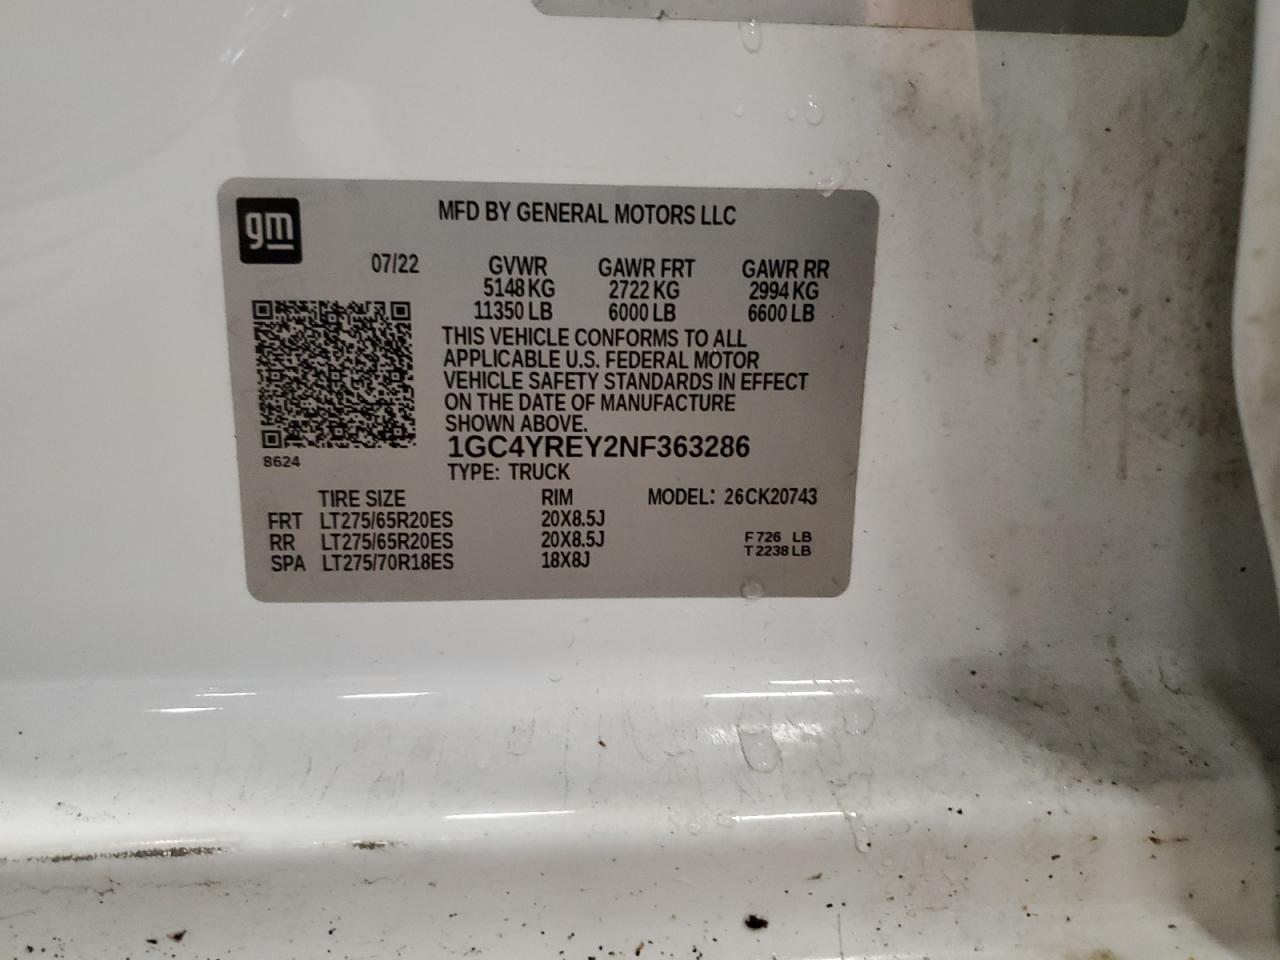 gm
MFD BY GENERAL MOTORS LLC
07/22 GVWR GAWR FRT GAWR RR
5148 KG 2722 KG 2994 KG
11350 LB 6000 LB 6600 LB
THIS VEHICLE CONFORMS TO ALL
APPLICABLE U.S. FEDERAL MOTOR
VEHICLE SAFETY STANDARDS IN EFFECT
ON THE DATE OF MANUFACTURE
SHOWN ABOVE.
1GC4YREY2NF363286
8624
TYPE: TRUCK
TIRE SIZE RIM MODEL: 26CK20743
FRT LT275/65R20ES 20X8.5J
RR LT275/65R20ES 20X8.5J
SPA LT275/70R18ES 18X8J
F 726 LB
T 2238 LB